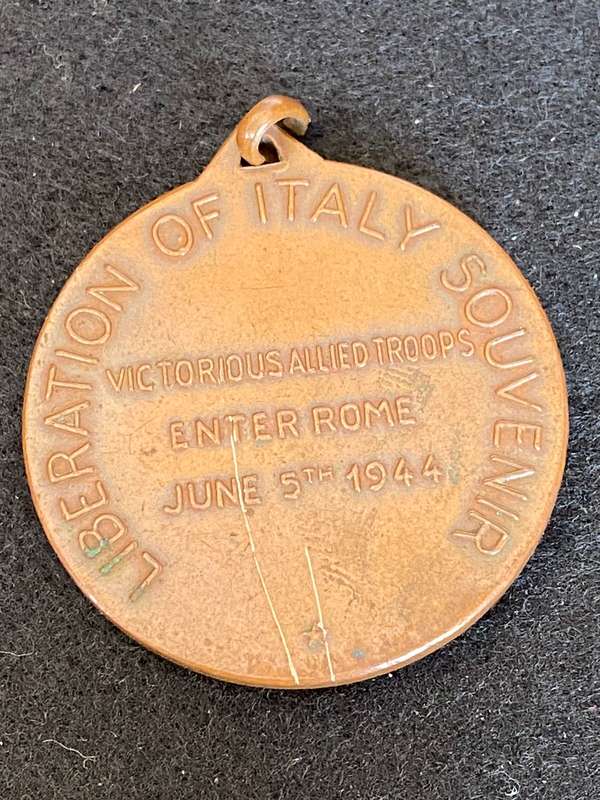 LIBERATION OF ITALY SOUVENIR
VICTORIOUS ALLIED TROOPS
ENTER ROME
JUNE 5TH 1944